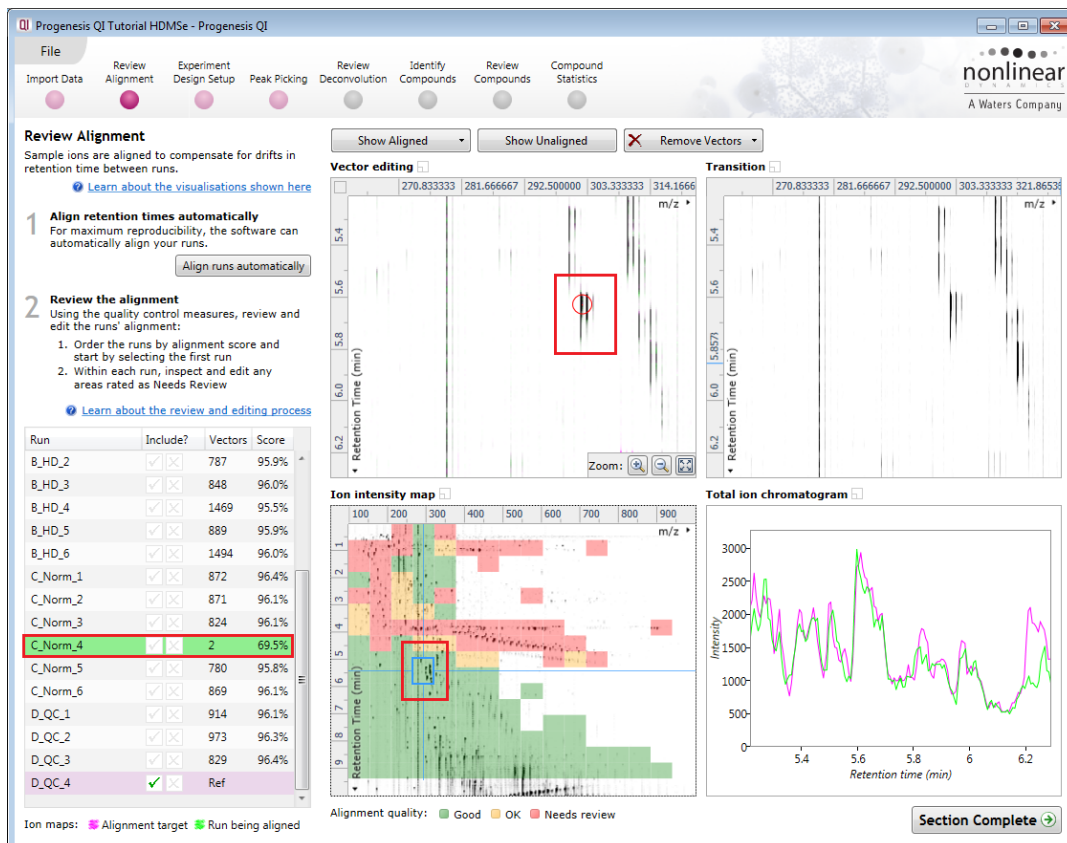 Progenesis QI Tutorial HDMSe - Progenesis QI
File
Import Data
Review Alignment
Experiment Design Setup
Peak Picking
Review Deconvolution
Identify Compounds
Review Compounds
Compound Statistics
nonlinear
DYNAMICS
A Waters Company
Review Alignment
Sample ions are aligned to compensate for drifts in
retention time between runs.
Learn about the visualisations shown here
1 Align retention times automatically
For maximum reproducibility, the software can
automatically align your runs.
Align runs automatically
2 Review the alignment
Using the quality control measures, review and
edit the runs' alignment:
1. Order the runs by alignment score and
start by selecting the first run
2. Within each run, inspect and edit any
areas rated as Needs Review
Learn about the review and editing process
Run Include? Vectors Score
B_HD_2 787 95.9%
B_HD_3 848 96.0%
B_HD_4 1469 95.5%
B_HD_5 889 95.9%
B_HD_6 1494 96.0%
C_Norm_1 872 96.4%
C_Norm_2 871 96.1%
C_Norm_3 824 96.1%
C_Norm_4 2 69.5%
C_Norm_5 780 95.8%
C_Norm_6 869 96.1%
D_QC_1 914 96.1%
D_QC_2 973 96.3%
D_QC_3 829 96.4%
D_QC_4 Ref
Ion maps: Alignment target Run being aligned
Show Aligned Show Unaligned Remove Vectors
Vector editing
270.833333 281.666667 292.500000 303.333333 314.1666
m/z
5.4
5.6
5.8
6.0
6.2
Retention Time (min)
Zoom:
Transition
270.833333 281.666667 292.500000 303.333333 321.8653
m/z
5.4
5.6
5.857
6.0
6.2
Retention Time (min)
Ion intensity map
100 200 300 400 500 600 700 800 900
m/z
1
2
3
4
5
6
7
8
9
Retention Time (min)
Alignment quality: Good OK Needs review
Total ion chromatogram
3000
2500
2000
1500
1000
500
0
Intensity
5.4 5.6 5.8 6 6.2
Retention time (min)
Section Complete